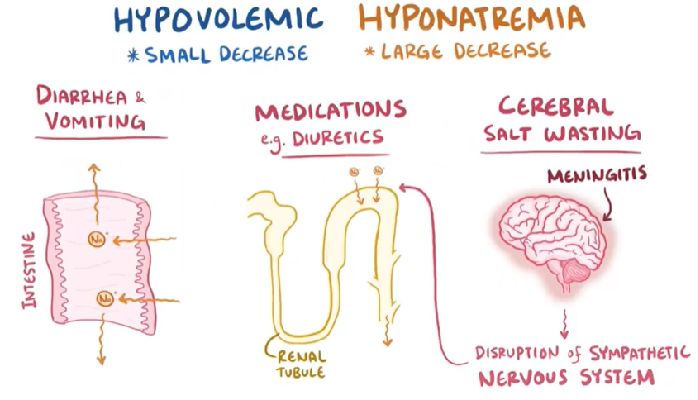 HYPOVOLEMIC HYPONATREMIA
* SMALL DECREASE * LARGE DECREASE
DIARRHEA &
VOMITING
INTESTINE
Na+
Na+
MEDICATIONS
e.g. DIURETICS
RENAL
TUBULE
CEREBRAL
SALT WASTING
MENINGITIS
DISRUPTION of SYMPATHETIC
NERVOUS SYSTEM